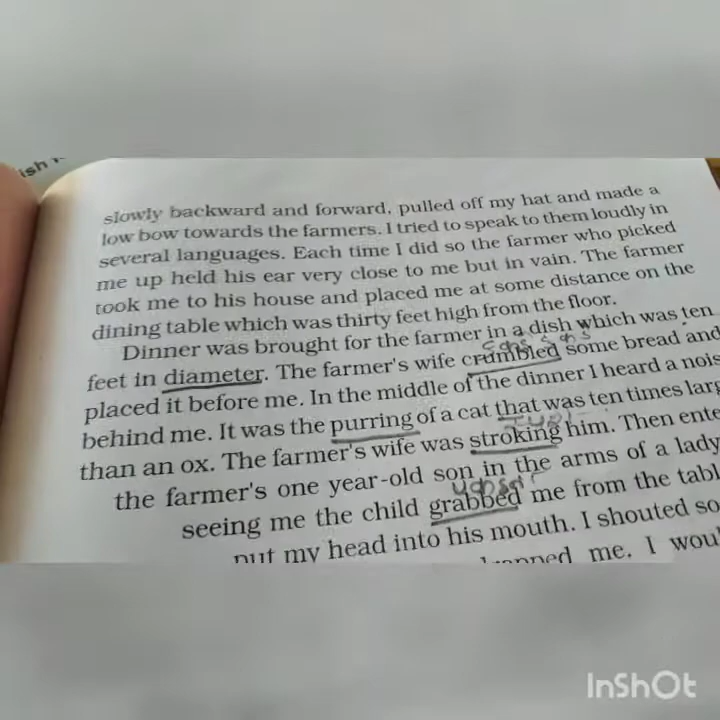 ish
slowly backward and forward, pulled off my hat and made a
low bow towards the farmers. I tried to speak to them loudly in
several languages. Each time I did so the farmer who picked
me up held his ear very close to me but in vain. The farmer
took me to his house and placed me at some distance on the
dining table which was thirty feet high from the floor.
Dinner was brought for the farmer in a dish which was ten
feet in diameter. The farmer's wife crumbled some bread and
placed it before me. In the middle of the dinner I heard a nois
behind me. It was the purring of a cat that was ten times larg
than an ox. The farmer's wife was stroking him. Then ente
the farmer's one year-old son in the arms of a lady
seeing me the child grabbed me from the tabl
put my head into his mouth. I shouted so
me. I woul
InShOt